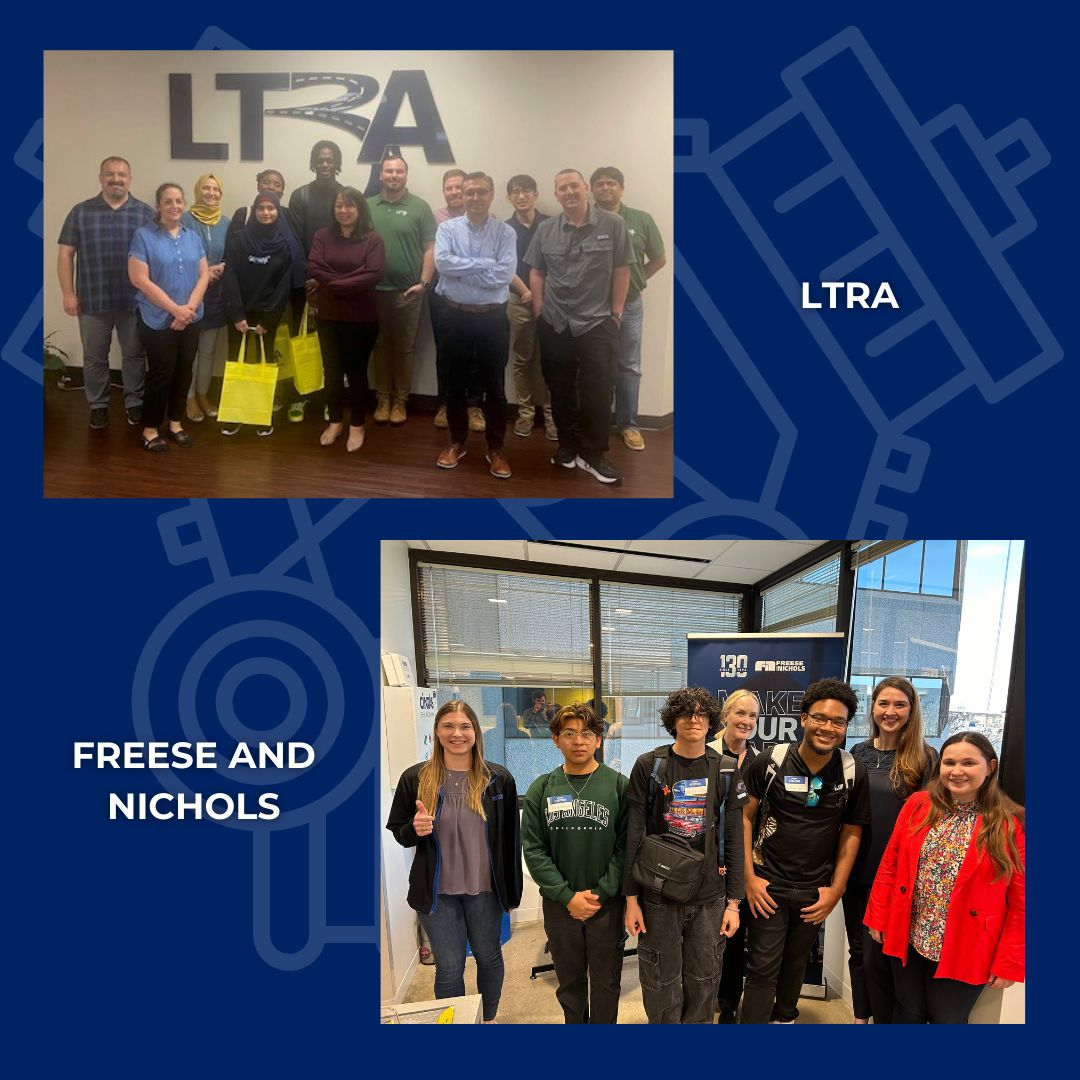 LTRA
LTRA
FREESE AND
NICHOLS
130
FREESE
NICHOLS
MAKE
LOS ANGELES
CALIFORNIA